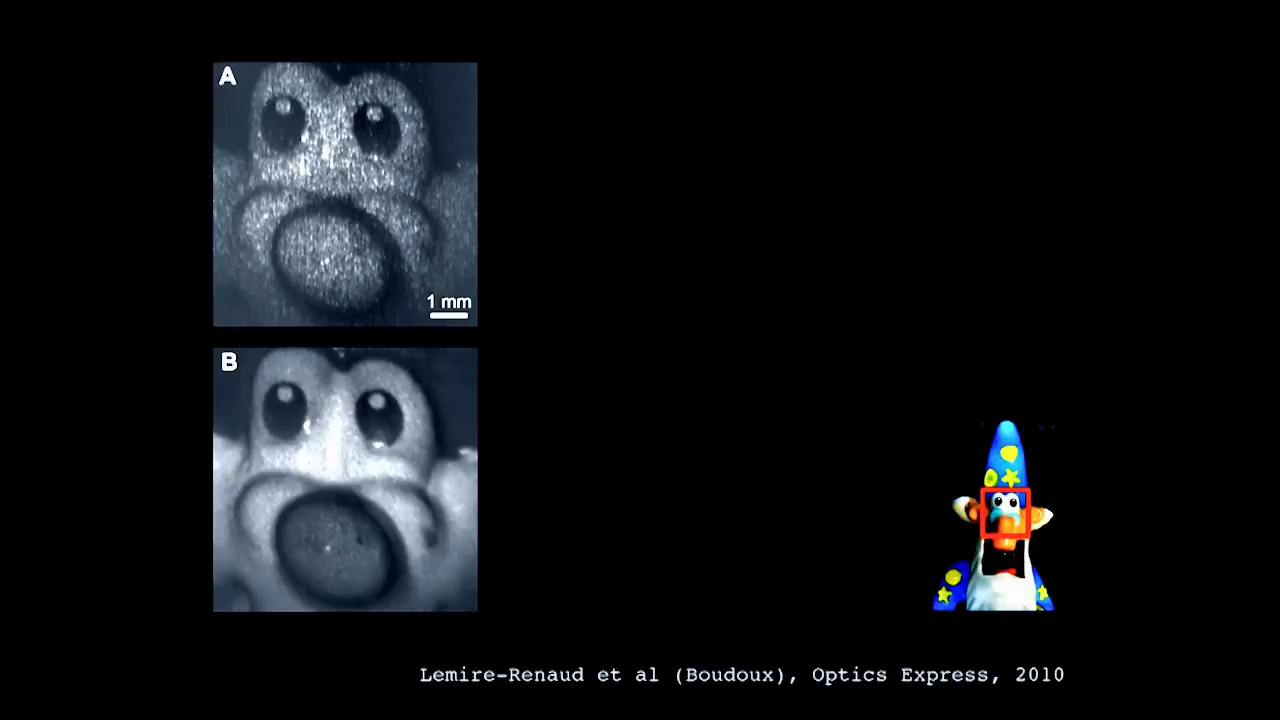 A
1 mm
B
Lemire-Renaud et al (Boudoux), Optics Express, 2010